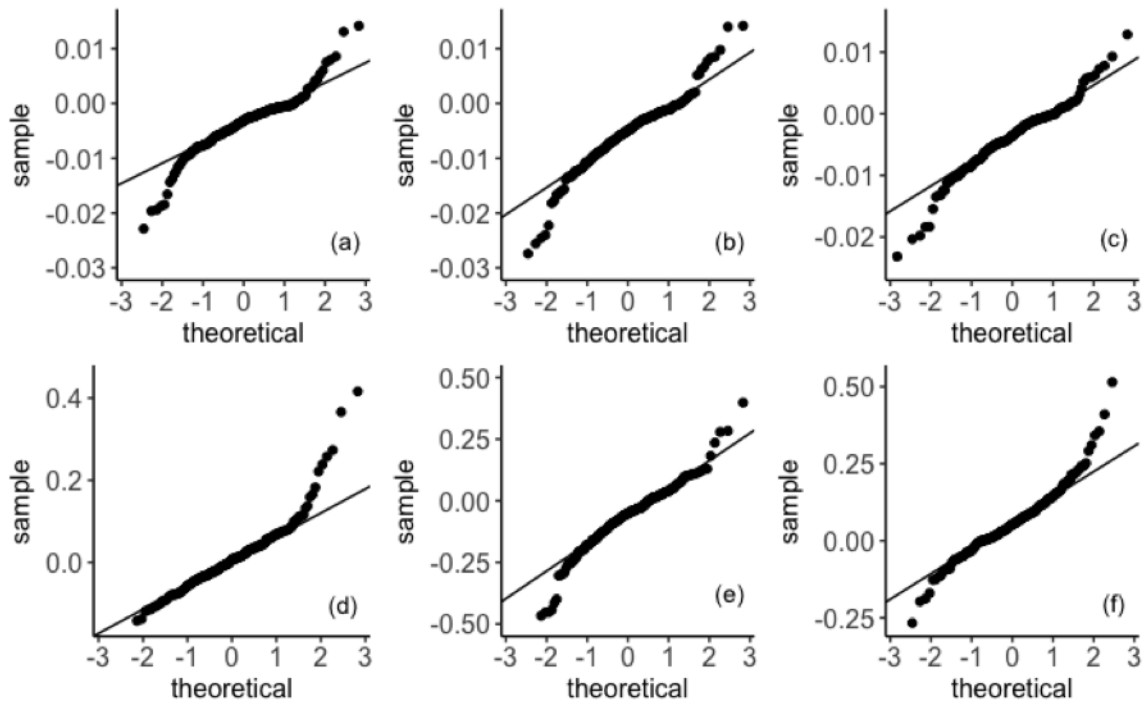 0.01
0.00
-0.01
-0.02
-0.03
sample
(a)
-3 -2 -1 0 1 2 3
theoretical
0.01
0.00
-0.01
-0.02
-0.03
sample
(b)
-3 -2 -1 0 1 2 3
theoretical
0.01
0.00
-0.01
-0.02
sample
(c)
-3 -2 -1 0 1 2 3
theoretical
0.4
0.2
0.0
sample
(d)
-3 -2 -1 0 1 2 3
theoretical
0.50
0.25
0.00
-0.25
-0.50
sample
(e)
-3 -2 -1 0 1 2 3
theoretical
0.50
0.25
0.00
-0.25
sample
(f)
-3 -2 -1 0 1 2 3
theoretical